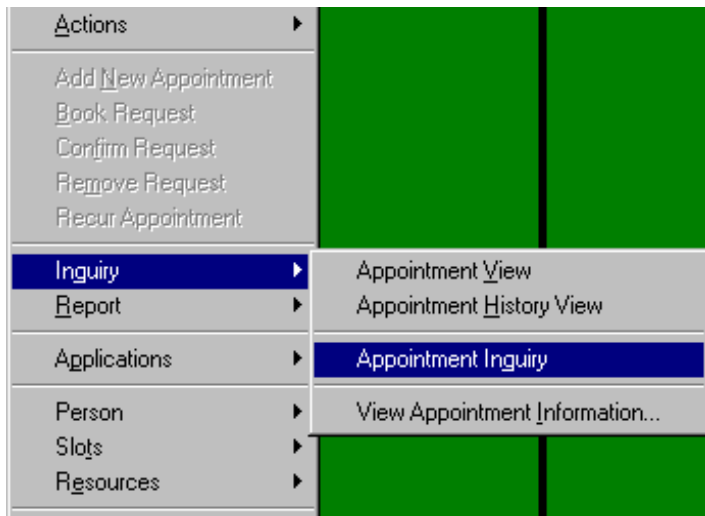 Actions
Add New Appointment
Book Request
Confirm Request
Remove Request
Recur Appointment
Inquiry
Report
Applications
Person
Slots
Resources
Appointment View
Appointment History View
Appointment Inquiry
View Appointment Information...